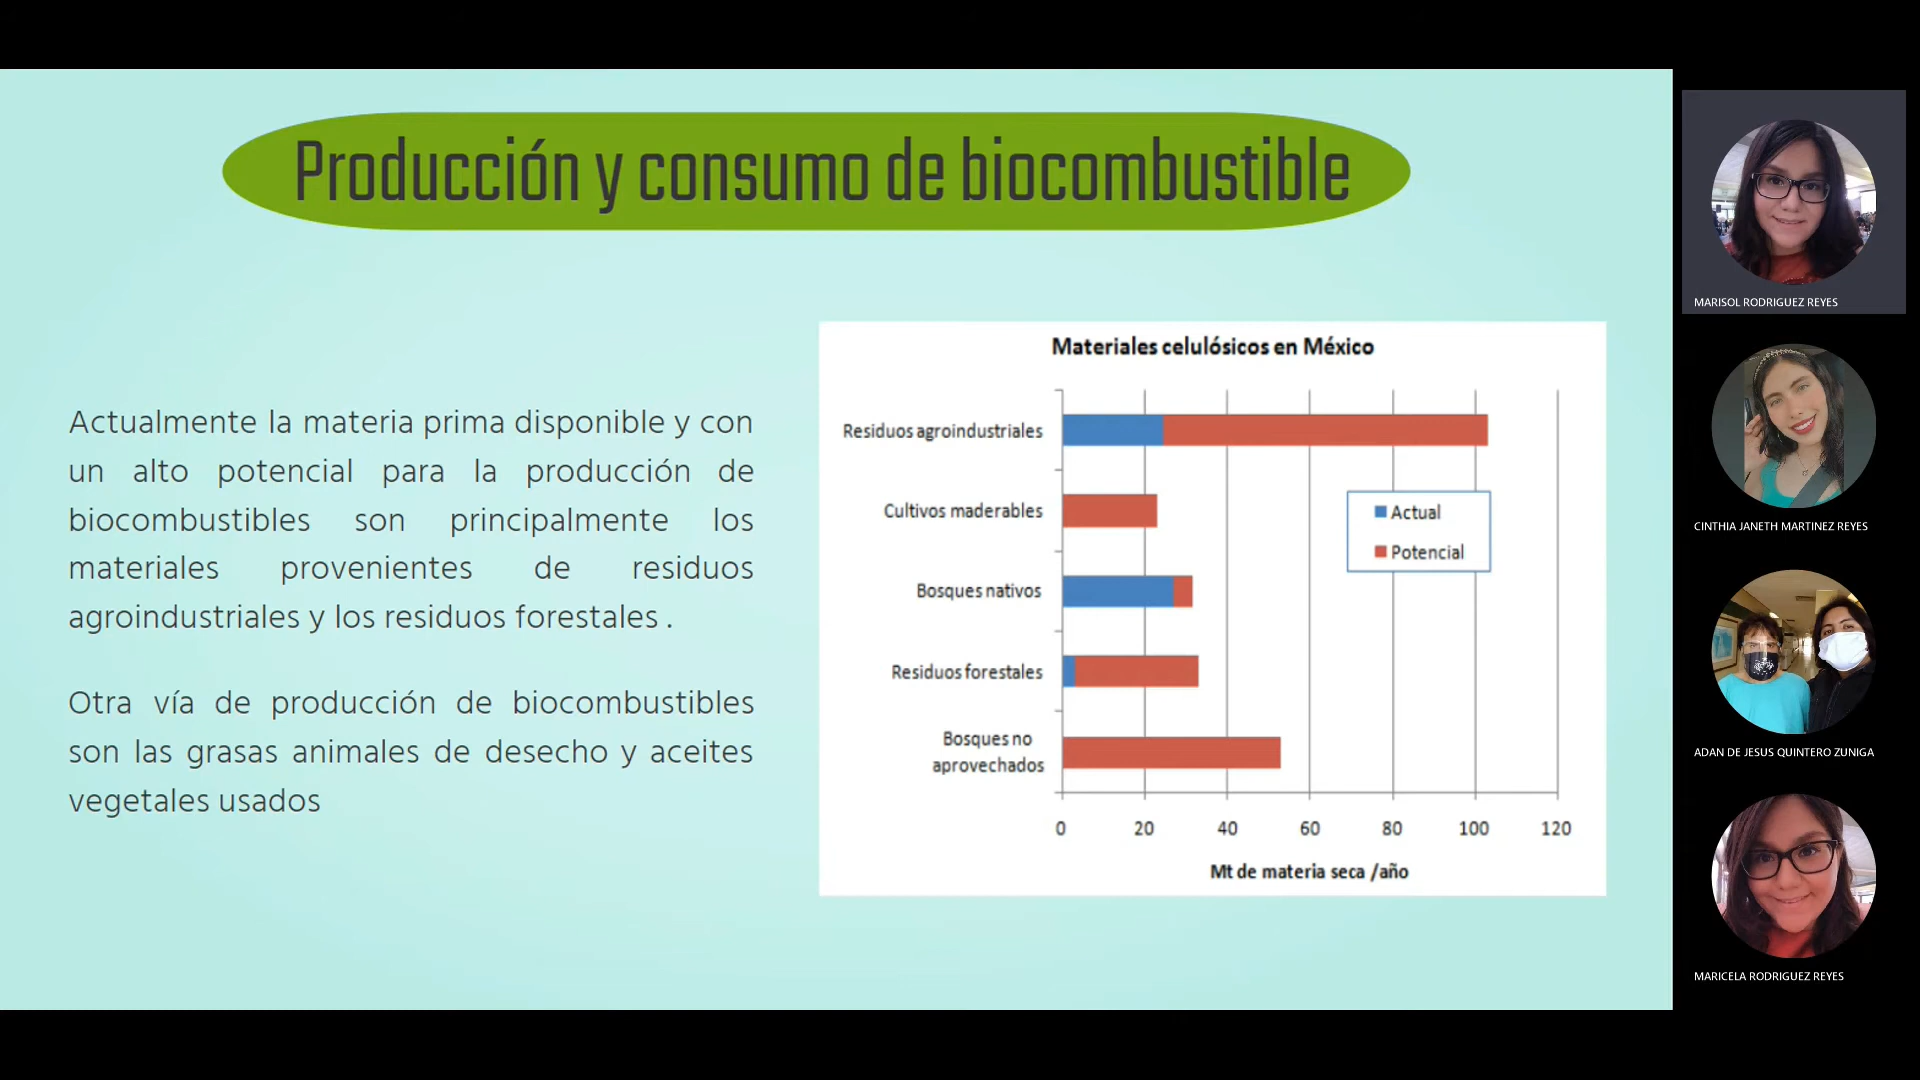 Producción y consumo de biocombustible
Actualmente la materia prima disponible y con
un alto potencial para la producción de
biocombustibles son principalmente los
materiales provenientes de residuos
agroindustriales y los residuos forestales .
Otra vía de producción de biocombustibles
son las grasas animales de desecho y aceites
vegetales usados
Materiales celulósicos en México
Residuos agroindustriales
Cultivos maderables
Bosques nativos
Residuos forestales
Bosques no
aprovechados
Actual
Potencial
0 20 40 60 80 100 120
Mt de materia seca /año
MARISOL RODRIGUEZ REYES
CINTHIA JANETH MARTINEZ REYES
ADAN DE JESUS QUINTERO ZUNIGA
MARICELA RODRIGUEZ REYES